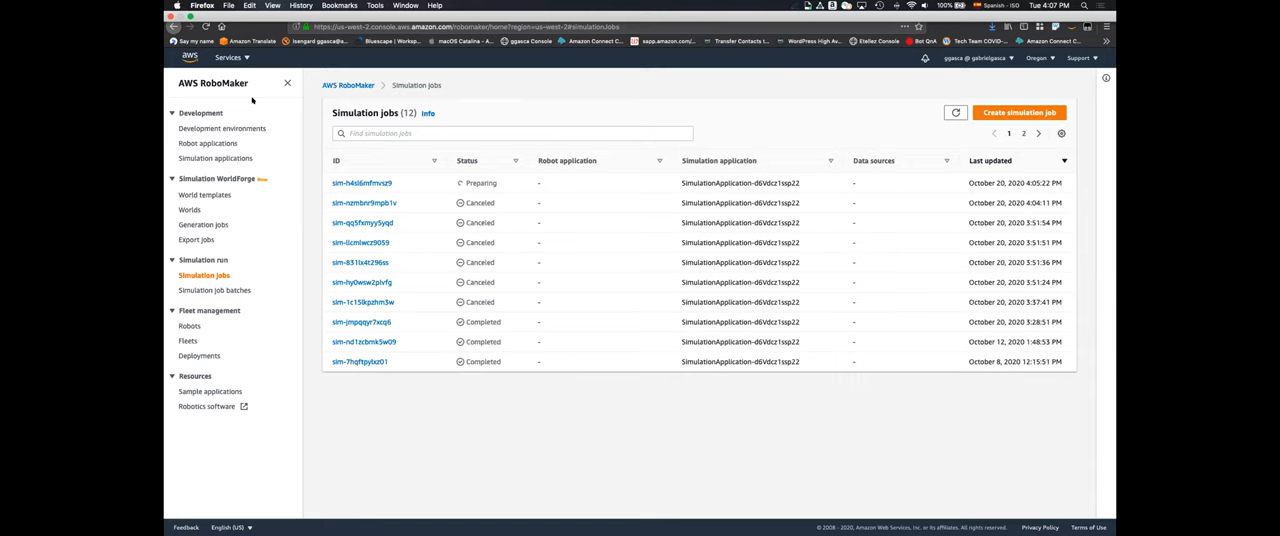 Firefox File Edit View History Bookmarks Tools Window Help 100% Spanish - ISO Tue 4:07 PM
https://us-west-2.console.aws.amazon.com/robomaker/home?region=us-west-2#simulationJobs
Say my name Amazon Translate Isengard ggasca@... Bluescape | Worksp... macOS Catalina - A... ggasca Console Amazon Connect C... sapp.amazon.com/... Transfer Contacts t... WordPress High Av... Etellez Console Bot QnA Tech Team COVID-... Amazon Connect C...
aws Services ggasca @ gabrielgasca Oregon Support
AWS RoboMaker
Development
Development environments
Robot applications
Simulation applications
Simulation WorldForge New
World templates
Worlds
Generation jobs
Export jobs
Simulation run
Simulation jobs
Simulation job batches
Fleet management
Robots
Fleets
Deployments
Resources
Sample applications
Robotics software
AWS RoboMaker > Simulation jobs
Simulation jobs (12) Info Create simulation job
Find simulation jobs 1 2
ID Status Robot application Simulation application Data sources Last updated
sim-h4sl6mfmvsz9 Preparing - SimulationApplication-d6Vdcz1ssp22 - October 20, 2020 4:05:22 PM
sim-nzmbnr9mpb1v Canceled - SimulationApplication-d6Vdcz1ssp22 - October 20, 2020 4:04:11 PM
sim-qq5fxmyy5yqd Canceled - SimulationApplication-d6Vdcz1ssp22 - October 20, 2020 3:51:54 PM
sim-llcmlwcz9059 Canceled - SimulationApplication-d6Vdcz1ssp22 - October 20, 2020 3:51:51 PM
sim-831lx4t296ss Canceled - SimulationApplication-d6Vdcz1ssp22 - October 20, 2020 3:51:36 PM
sim-hy0wsw2plvfg Canceled - SimulationApplication-d6Vdcz1ssp22 - October 20, 2020 3:51:24 PM
sim-1c15lkpzhm3w Canceled - SimulationApplication-d6Vdcz1ssp22 - October 20, 2020 3:37:41 PM
sim-jmpqqyr7xcq6 Completed - SimulationApplication-d6Vdcz1ssp22 - October 20, 2020 3:28:51 PM
sim-nd1zcbmk5w09 Completed - SimulationApplication-d6Vdcz1ssp22 - October 12, 2020 1:48:53 PM
sim-7hqftpylxz01 Completed - SimulationApplication-d6Vdcz1ssp22 - October 8, 2020 12:15:51 PM
Feedback English (US) © 2008 - 2020, Amazon Web Services, Inc. or its affiliates. All rights reserved. Privacy Policy Terms of Use